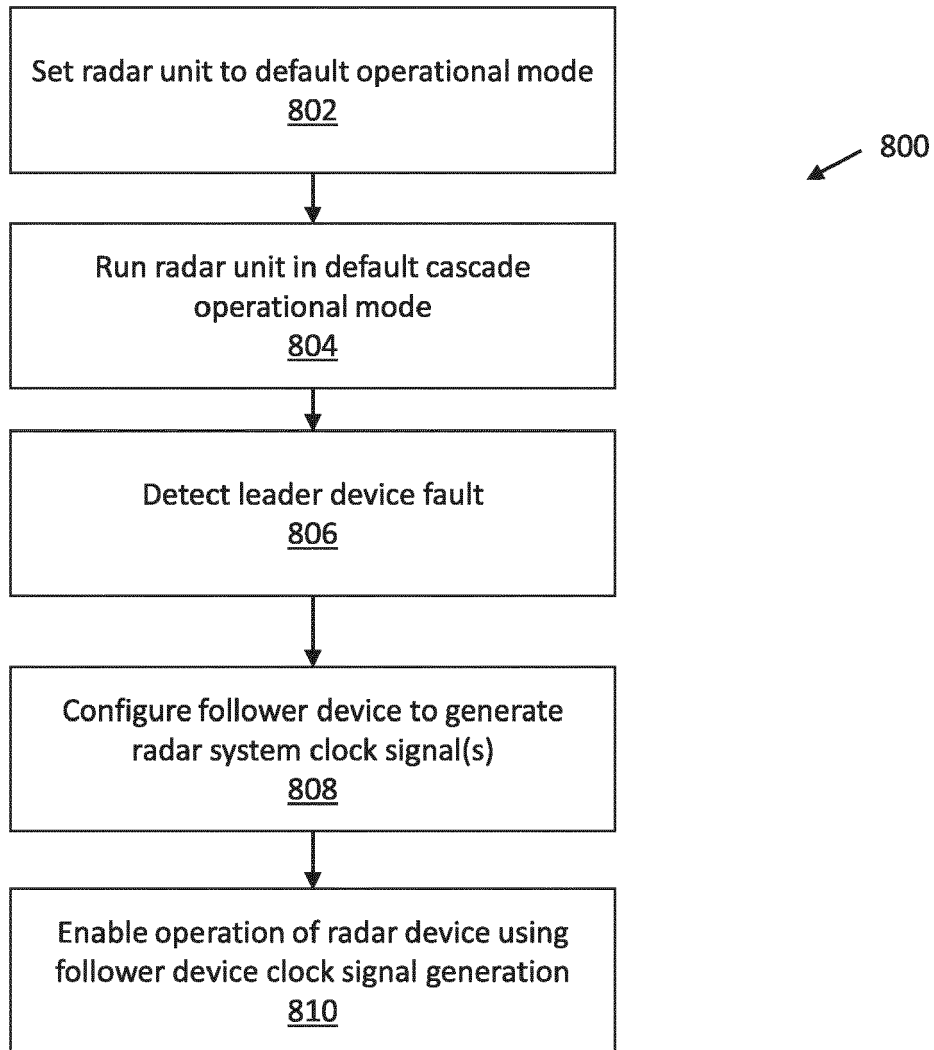 Set radar unit to default operational mode
802
800
Run radar unit in default cascade
operational mode
804
Detect leader device fault
806
Configure follower device to generate
radar system clock signal(s)
808
Enable operation of radar device using
follower device clock signal generation
810